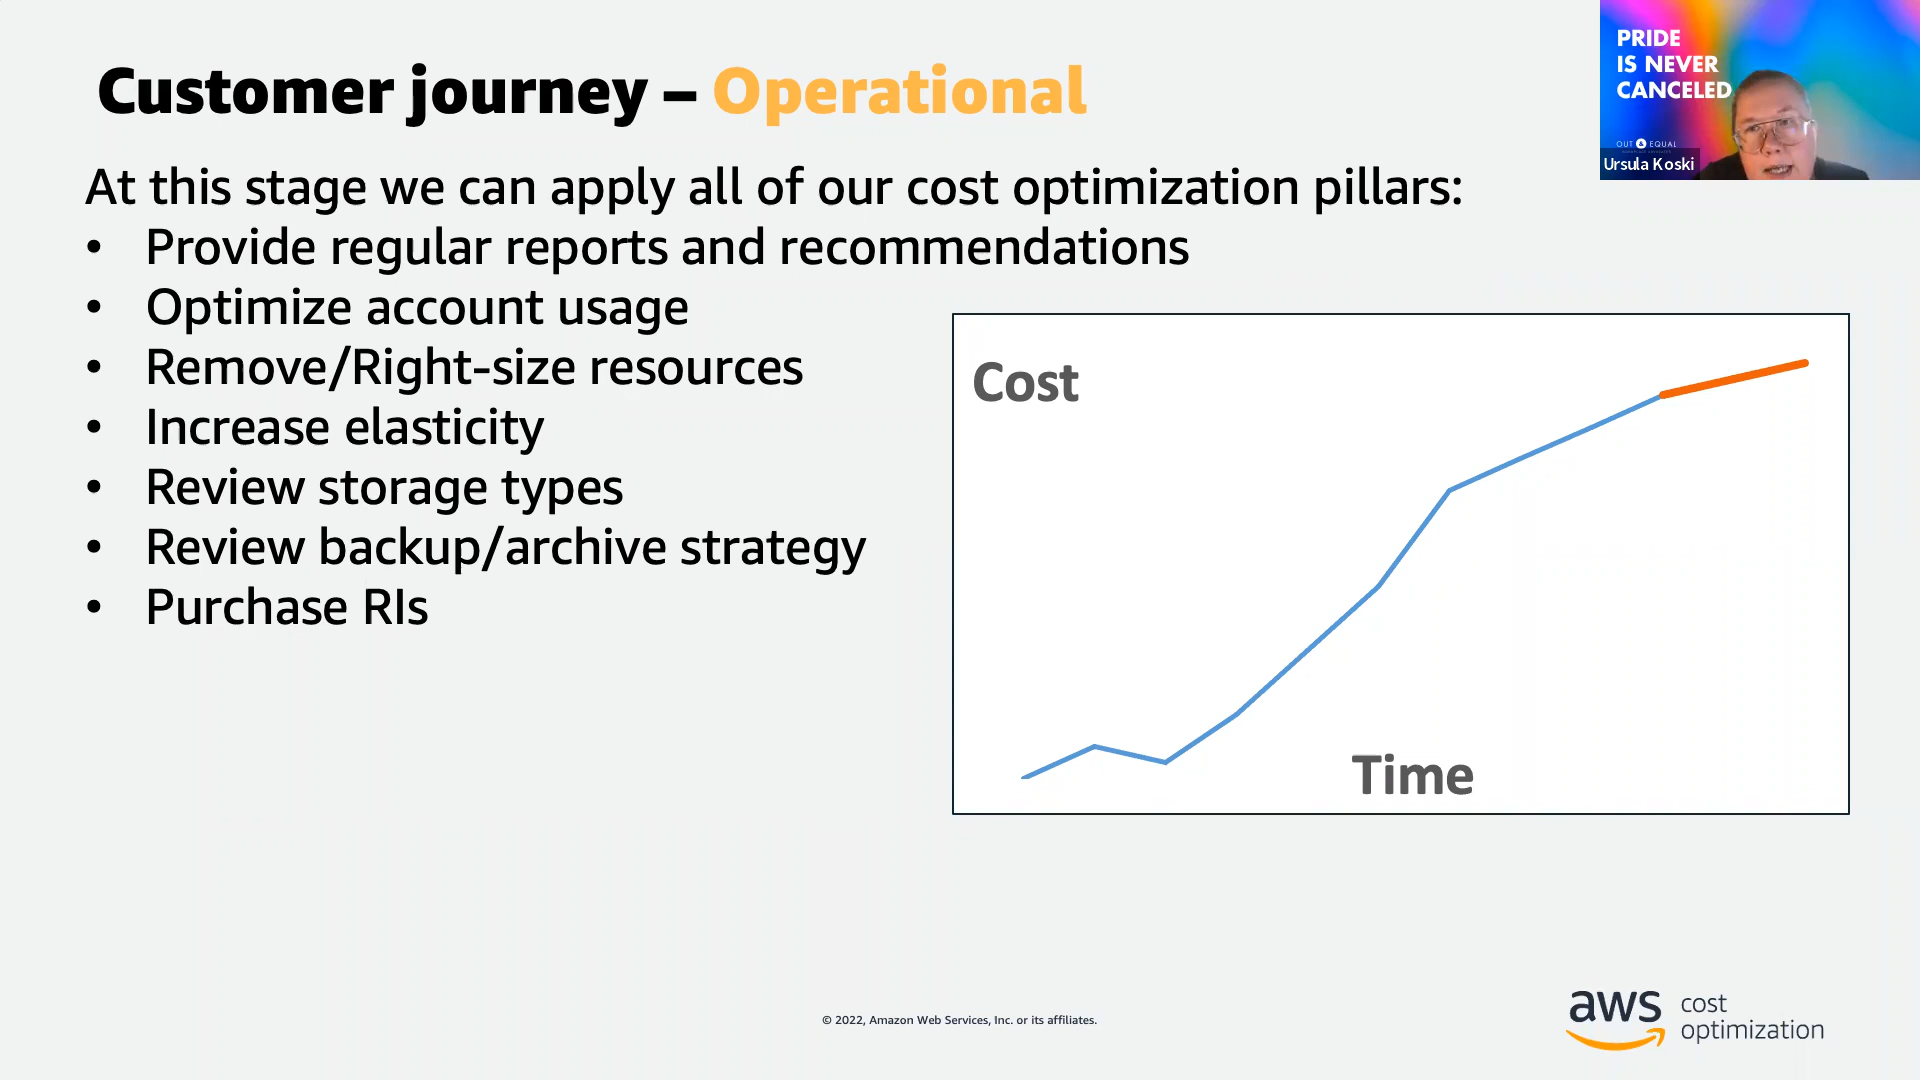 Customer journey – Operational
PRIDE
IS NEVER
CANCELED
OUT & EQUAL
Ursula Koski
At this stage we can apply all of our cost optimization pillars:
• Provide regular reports and recommendations
• Optimize account usage
• Remove/Right-size resources
• Increase elasticity
• Review storage types
• Review backup/archive strategy
• Purchase RIs
Cost
Time
© 2022, Amazon Web Services, Inc. or its affiliates.
aws cost
optimization